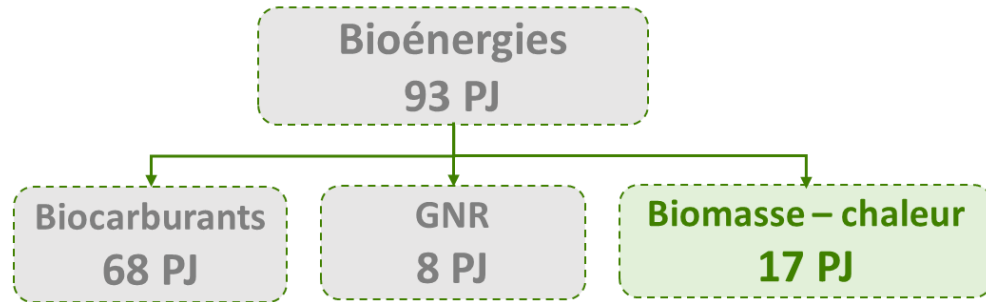 Bioénergies
93 PJ
Biocarburants
68 PJ
GNR
8 PJ
Biomasse – chaleur
17 PJ